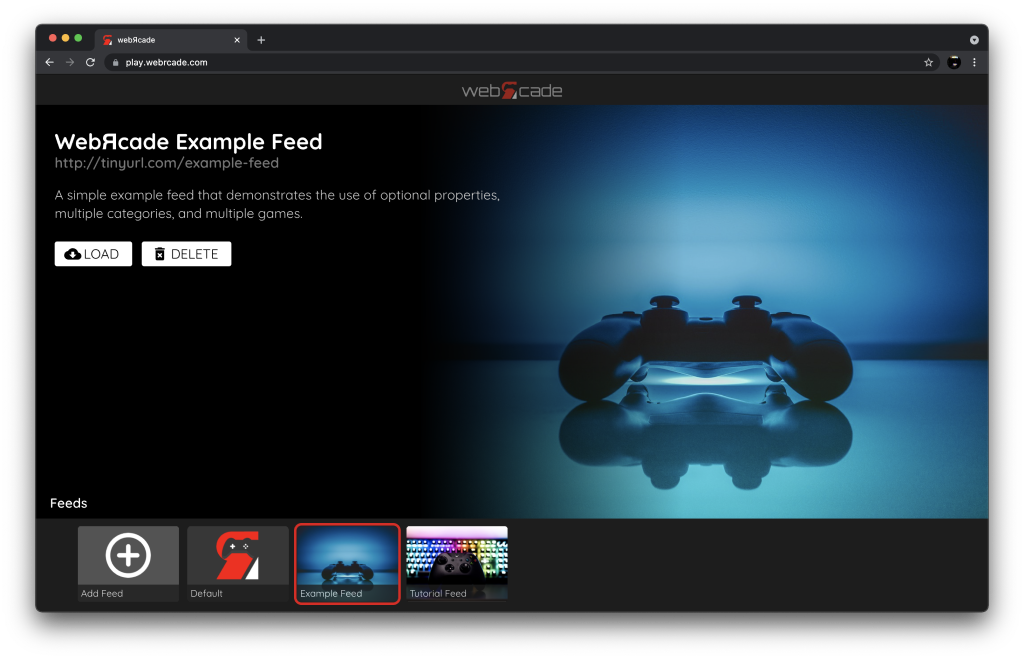 webЯcade
play.webrcade.com
webЯcade
WebЯcade Example Feed
http://tinyurl.com/example-feed
A simple example feed that demonstrates the use of optional properties,
multiple categories, and multiple games.
LOAD
DELETE
Feeds
Add Feed
Default
Example Feed
Tutorial Feed